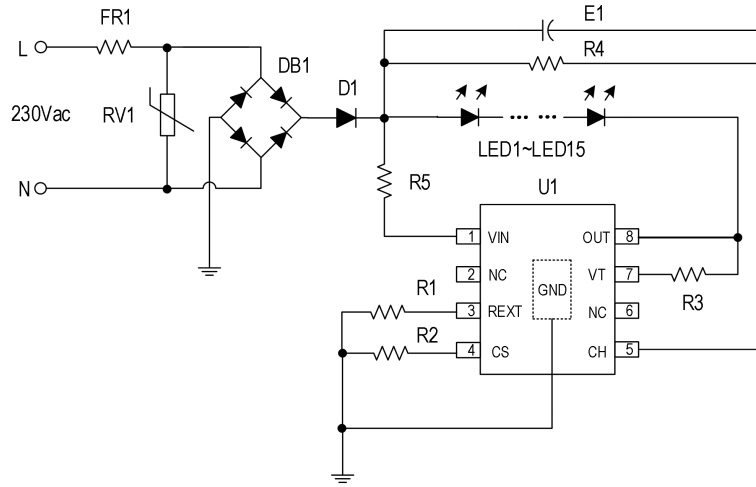 E1
FR1
R4
L
DB1
D1
230Vac
RV1
LED1~LED15
N
R5
U1
1 VIN
OUT 8
2 NC
VT 7
GND
R3
R1
3 REXT
NC 6
R2
4 CS
CH 5